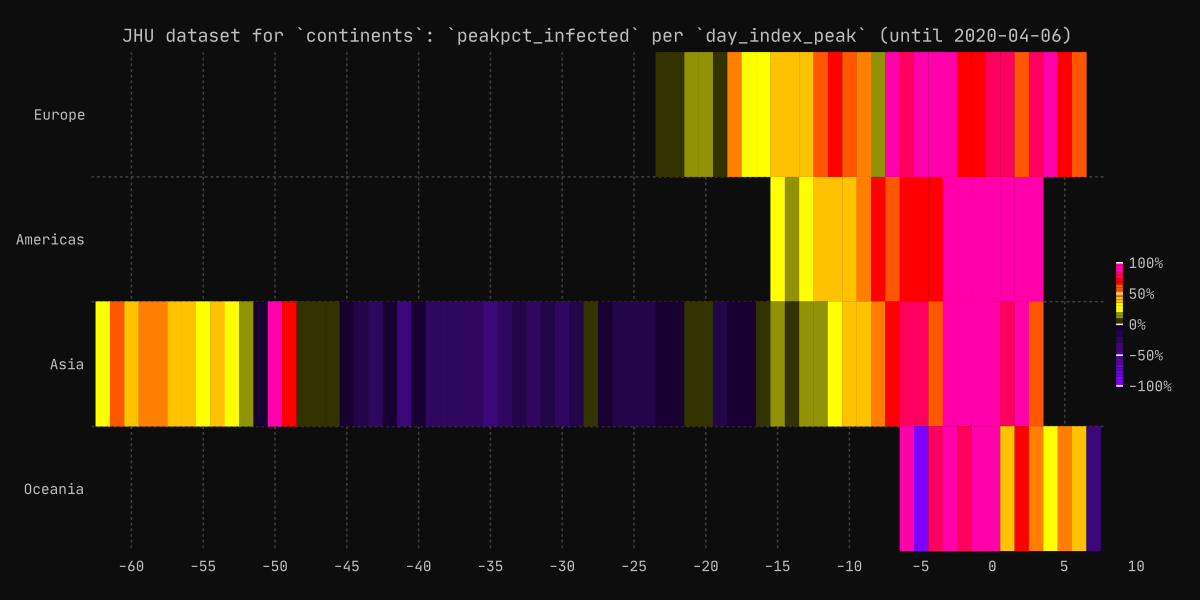 JHU dataset for `continents`: `peakpct_infected` per `day_index_peak` (until 2020-04-06)
Europe
Americas
Asia
Oceania
100%
50%
0%
−50%
−100%
−60 −55 −50 −45 −40 −35 −30 −25 −20 −15 −10 −5 0 5 10